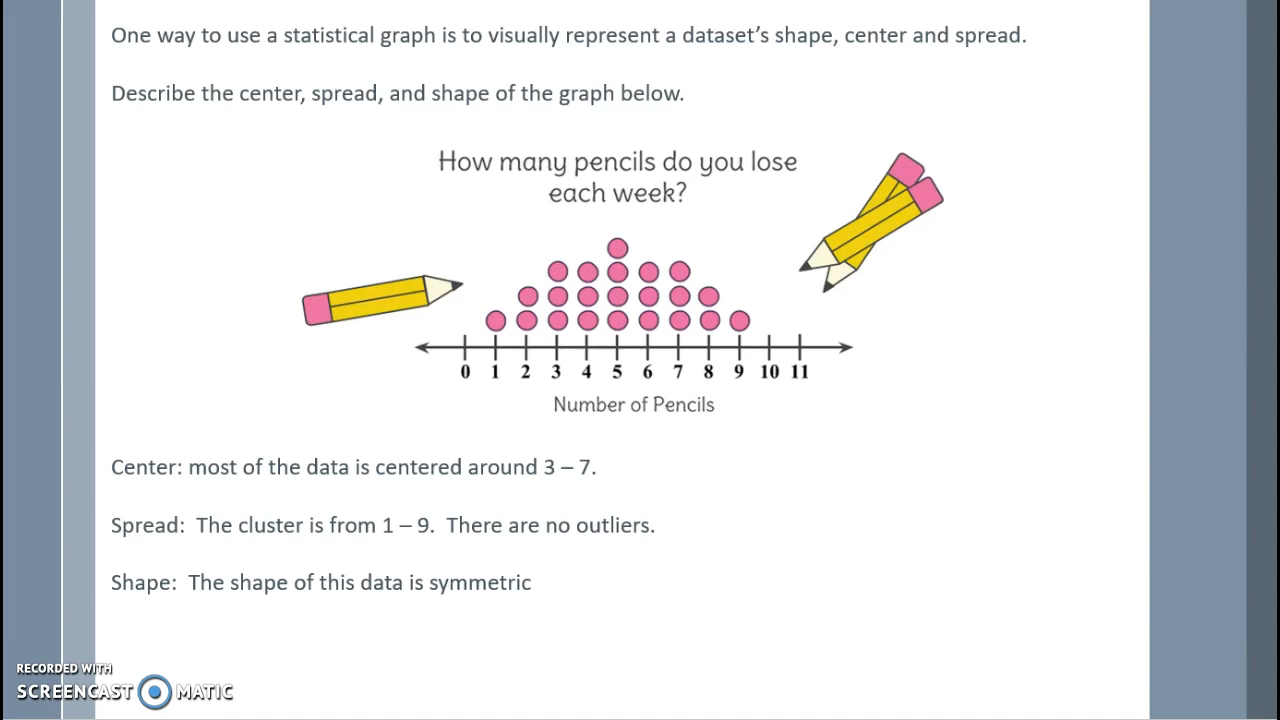 One way to use a statistical graph is to visually represent a dataset’s shape, center and spread.
Describe the center, spread, and shape of the graph below.
How many pencils do you lose
each week?
0 1 2 3 4 5 6 7 8 9 10 11
Number of Pencils
Center: most of the data is centered around 3 – 7.
Spread:  The cluster is from 1 – 9.  There are no outliers.
Shape:  The shape of this data is symmetric
RECORDED WITH
SCREENCAST MATIC